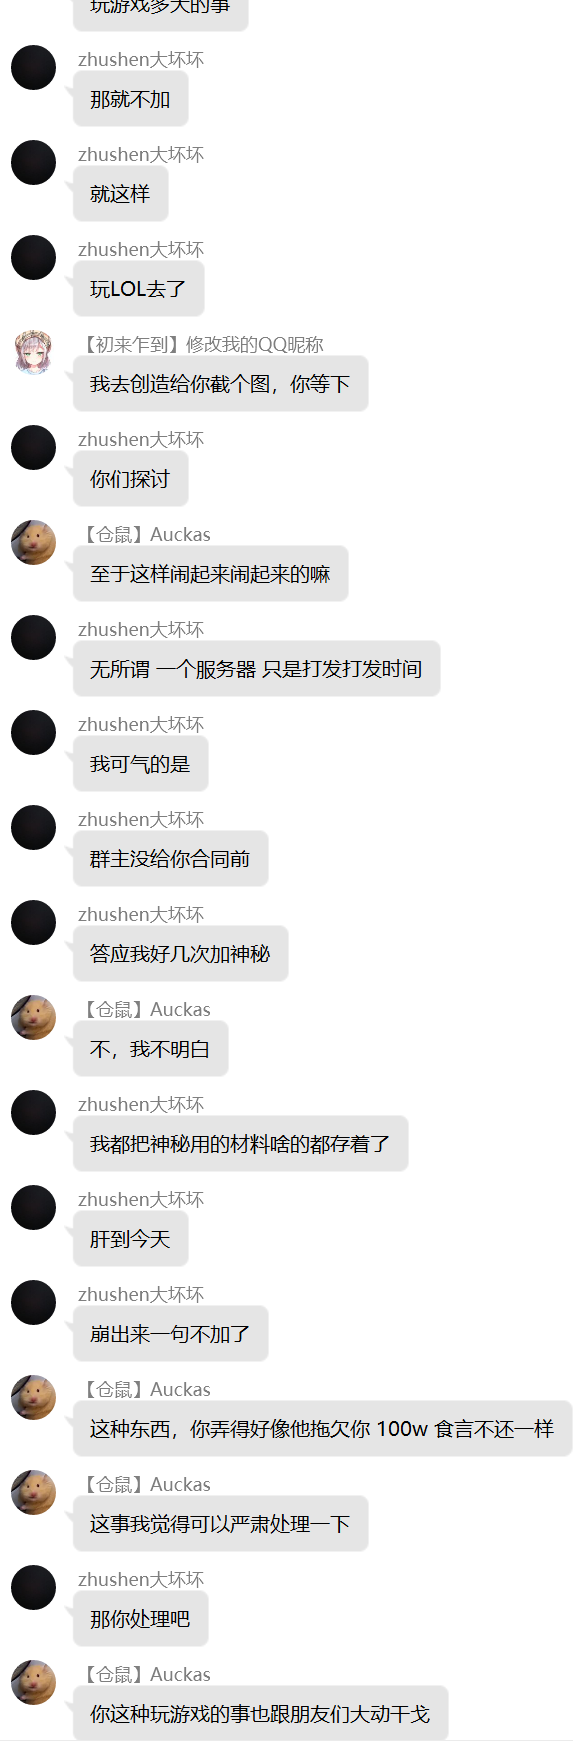 玩游戏多大的事
zhushen大坏坏
那就不加
zhushen大坏坏
就这样
zhushen大坏坏
玩LOL去了
【初来乍到】修改我的QQ昵称
我去创造给你截个图，你等下
zhushen大坏坏
你们探讨
【仓鼠】Auckas
至于这样闹起来闹起来的嘛
zhushen大坏坏
无所谓 一个服务器 只是打发打发时间
zhushen大坏坏
我可气的是
zhushen大坏坏
群主没给你合同前
zhushen大坏坏
答应我好几次加神秘
【仓鼠】Auckas
不，我不明白
zhushen大坏坏
我都把神秘用的材料啥的都存着了
zhushen大坏坏
肝到今天
zhushen大坏坏
崩出来一句不加了
【仓鼠】Auckas
这种东西，你弄得好像他拖欠你 100w 食言不还一样
【仓鼠】Auckas
这事我觉得可以严肃处理一下
zhushen大坏坏
那你处理吧
【仓鼠】Auckas
你这种玩游戏的事也跟朋友们大动干戈